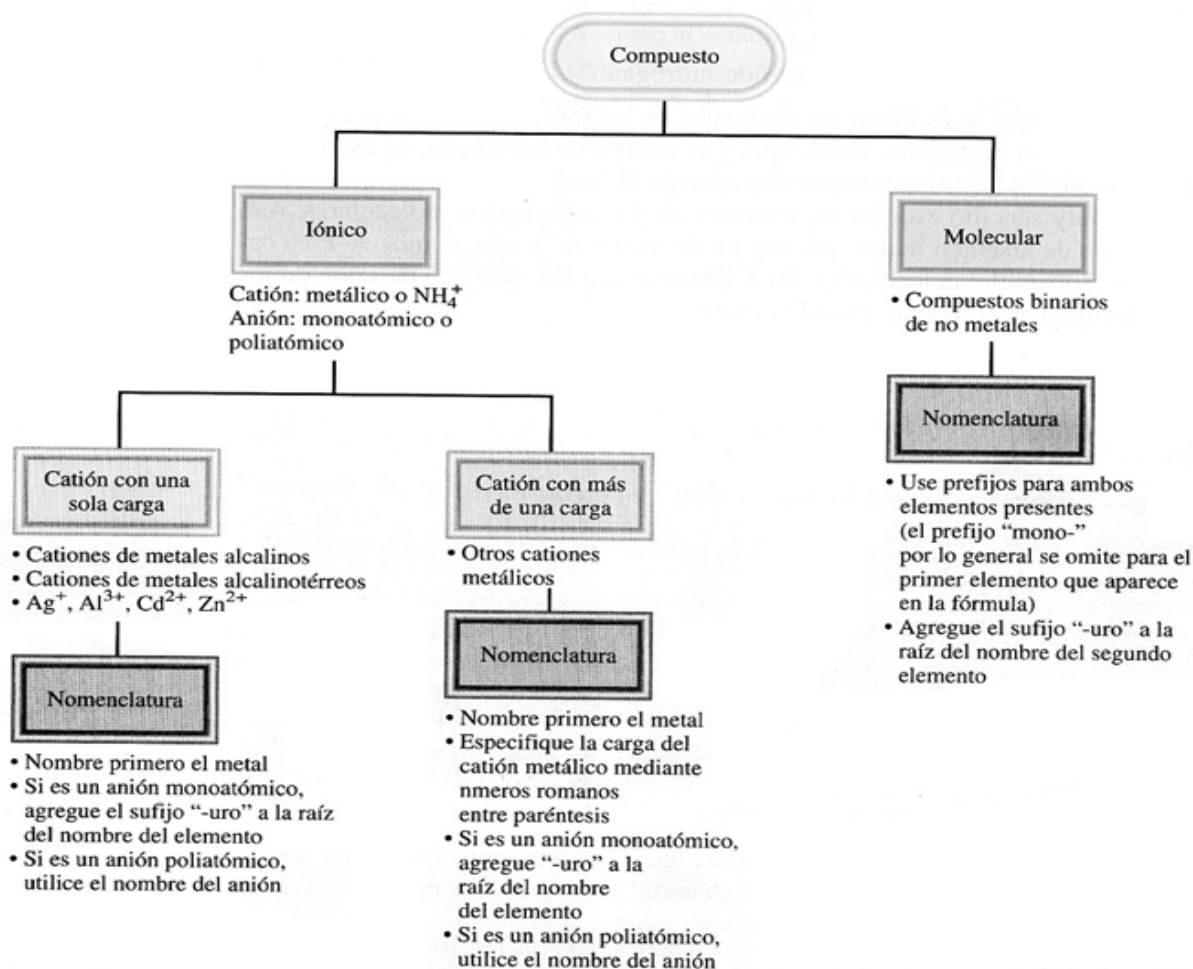 Compuesto
Iónico
Molecular
Catión: metálico o NH₄⁺
Anión: monoatómico o
poliatómico
• Compuestos binarios
de no metales
Catión con una
sola carga
Catión con más
de una carga
Nomenclatura
• Cationes de metales alcalinos
• Cationes de metales alcalinotérreos
• Ag⁺, Al³⁺, Cd²⁺, Zn²⁺
• Otros cationes
metálicos
• Use prefijos para ambos
elementos presentes
(el prefijo “mono-”
por lo general se omite para el
primer elemento que aparece
en la fórmula)
• Agregue el sufijo “-uro” a la
raíz del nombre del segundo
elemento
Nomenclatura
• Nombre primero el metal
• Si es un anión monoatómico,
agregue el sufijo “-uro” a la raíz
del nombre del elemento
• Si es un anión poliatómico,
utilice el nombre del anión
Nomenclatura
• Nombre primero el metal
• Especifique la carga del
catión metálico mediante
nmeros romanos
entre paréntesis
• Si es un anión monoatómico,
agregue “-uro” a la
raíz del nombre
del elemento
• Si es un anión poliatómico,
utilice el nombre del anión